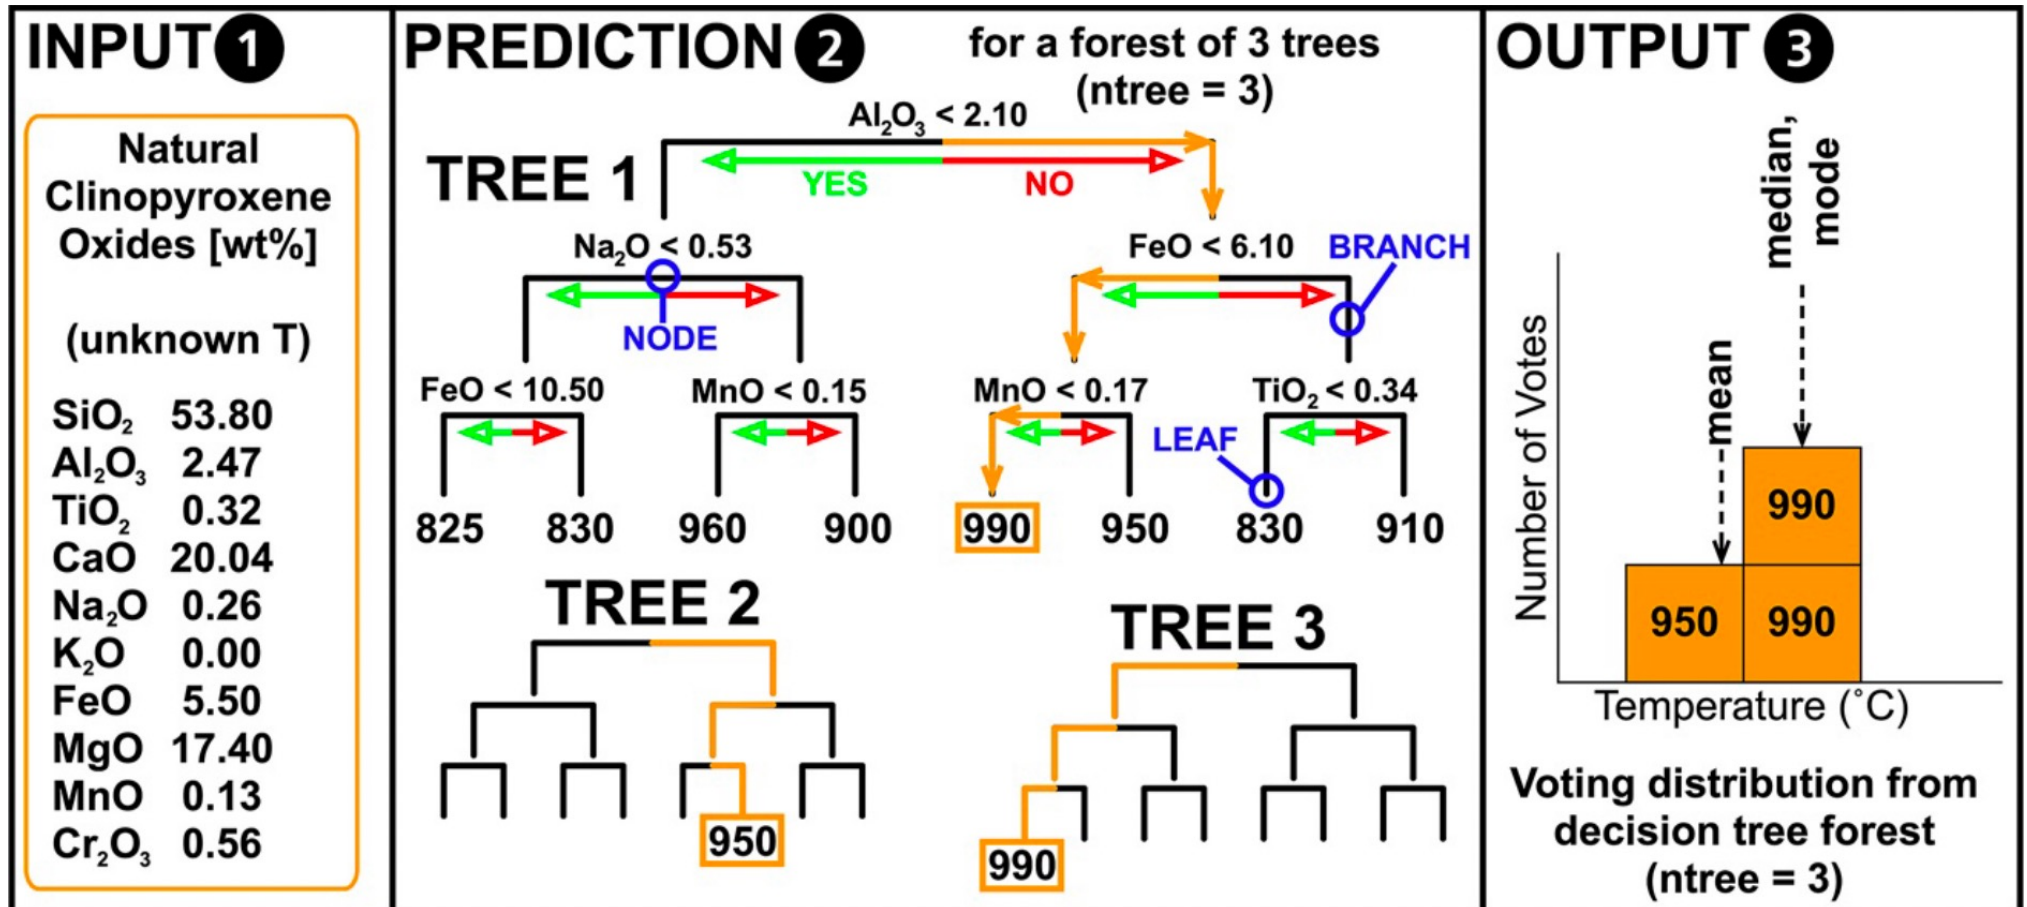 INPUT 1
Natural
Clinopyroxene
Oxides [wt%]
(unknown T)
SiO₂ 53.80
Al₂O₃ 2.47
TiO₂ 0.32
CaO 20.04
Na₂O 0.26
K₂O 0.00
FeO 5.50
MgO 17.40
MnO 0.13
Cr₂O₃ 0.56
PREDICTION 2
for a forest of 3 trees
(ntree = 3)
TREE 1
Al₂O₃ < 2.10
YES NO
Na₂O < 0.53 FeO < 6.10 BRANCH
NODE
FeO < 10.50 MnO < 0.15 MnO < 0.17 TiO₂ < 0.34
LEAF
825 830 960 900 990 950 830 910
TREE 2
950
TREE 3
990
OUTPUT 3
median,
mode
mean
Number of Votes
990
950 990
Temperature (˚C)
Voting distribution from
decision tree forest
(ntree = 3)